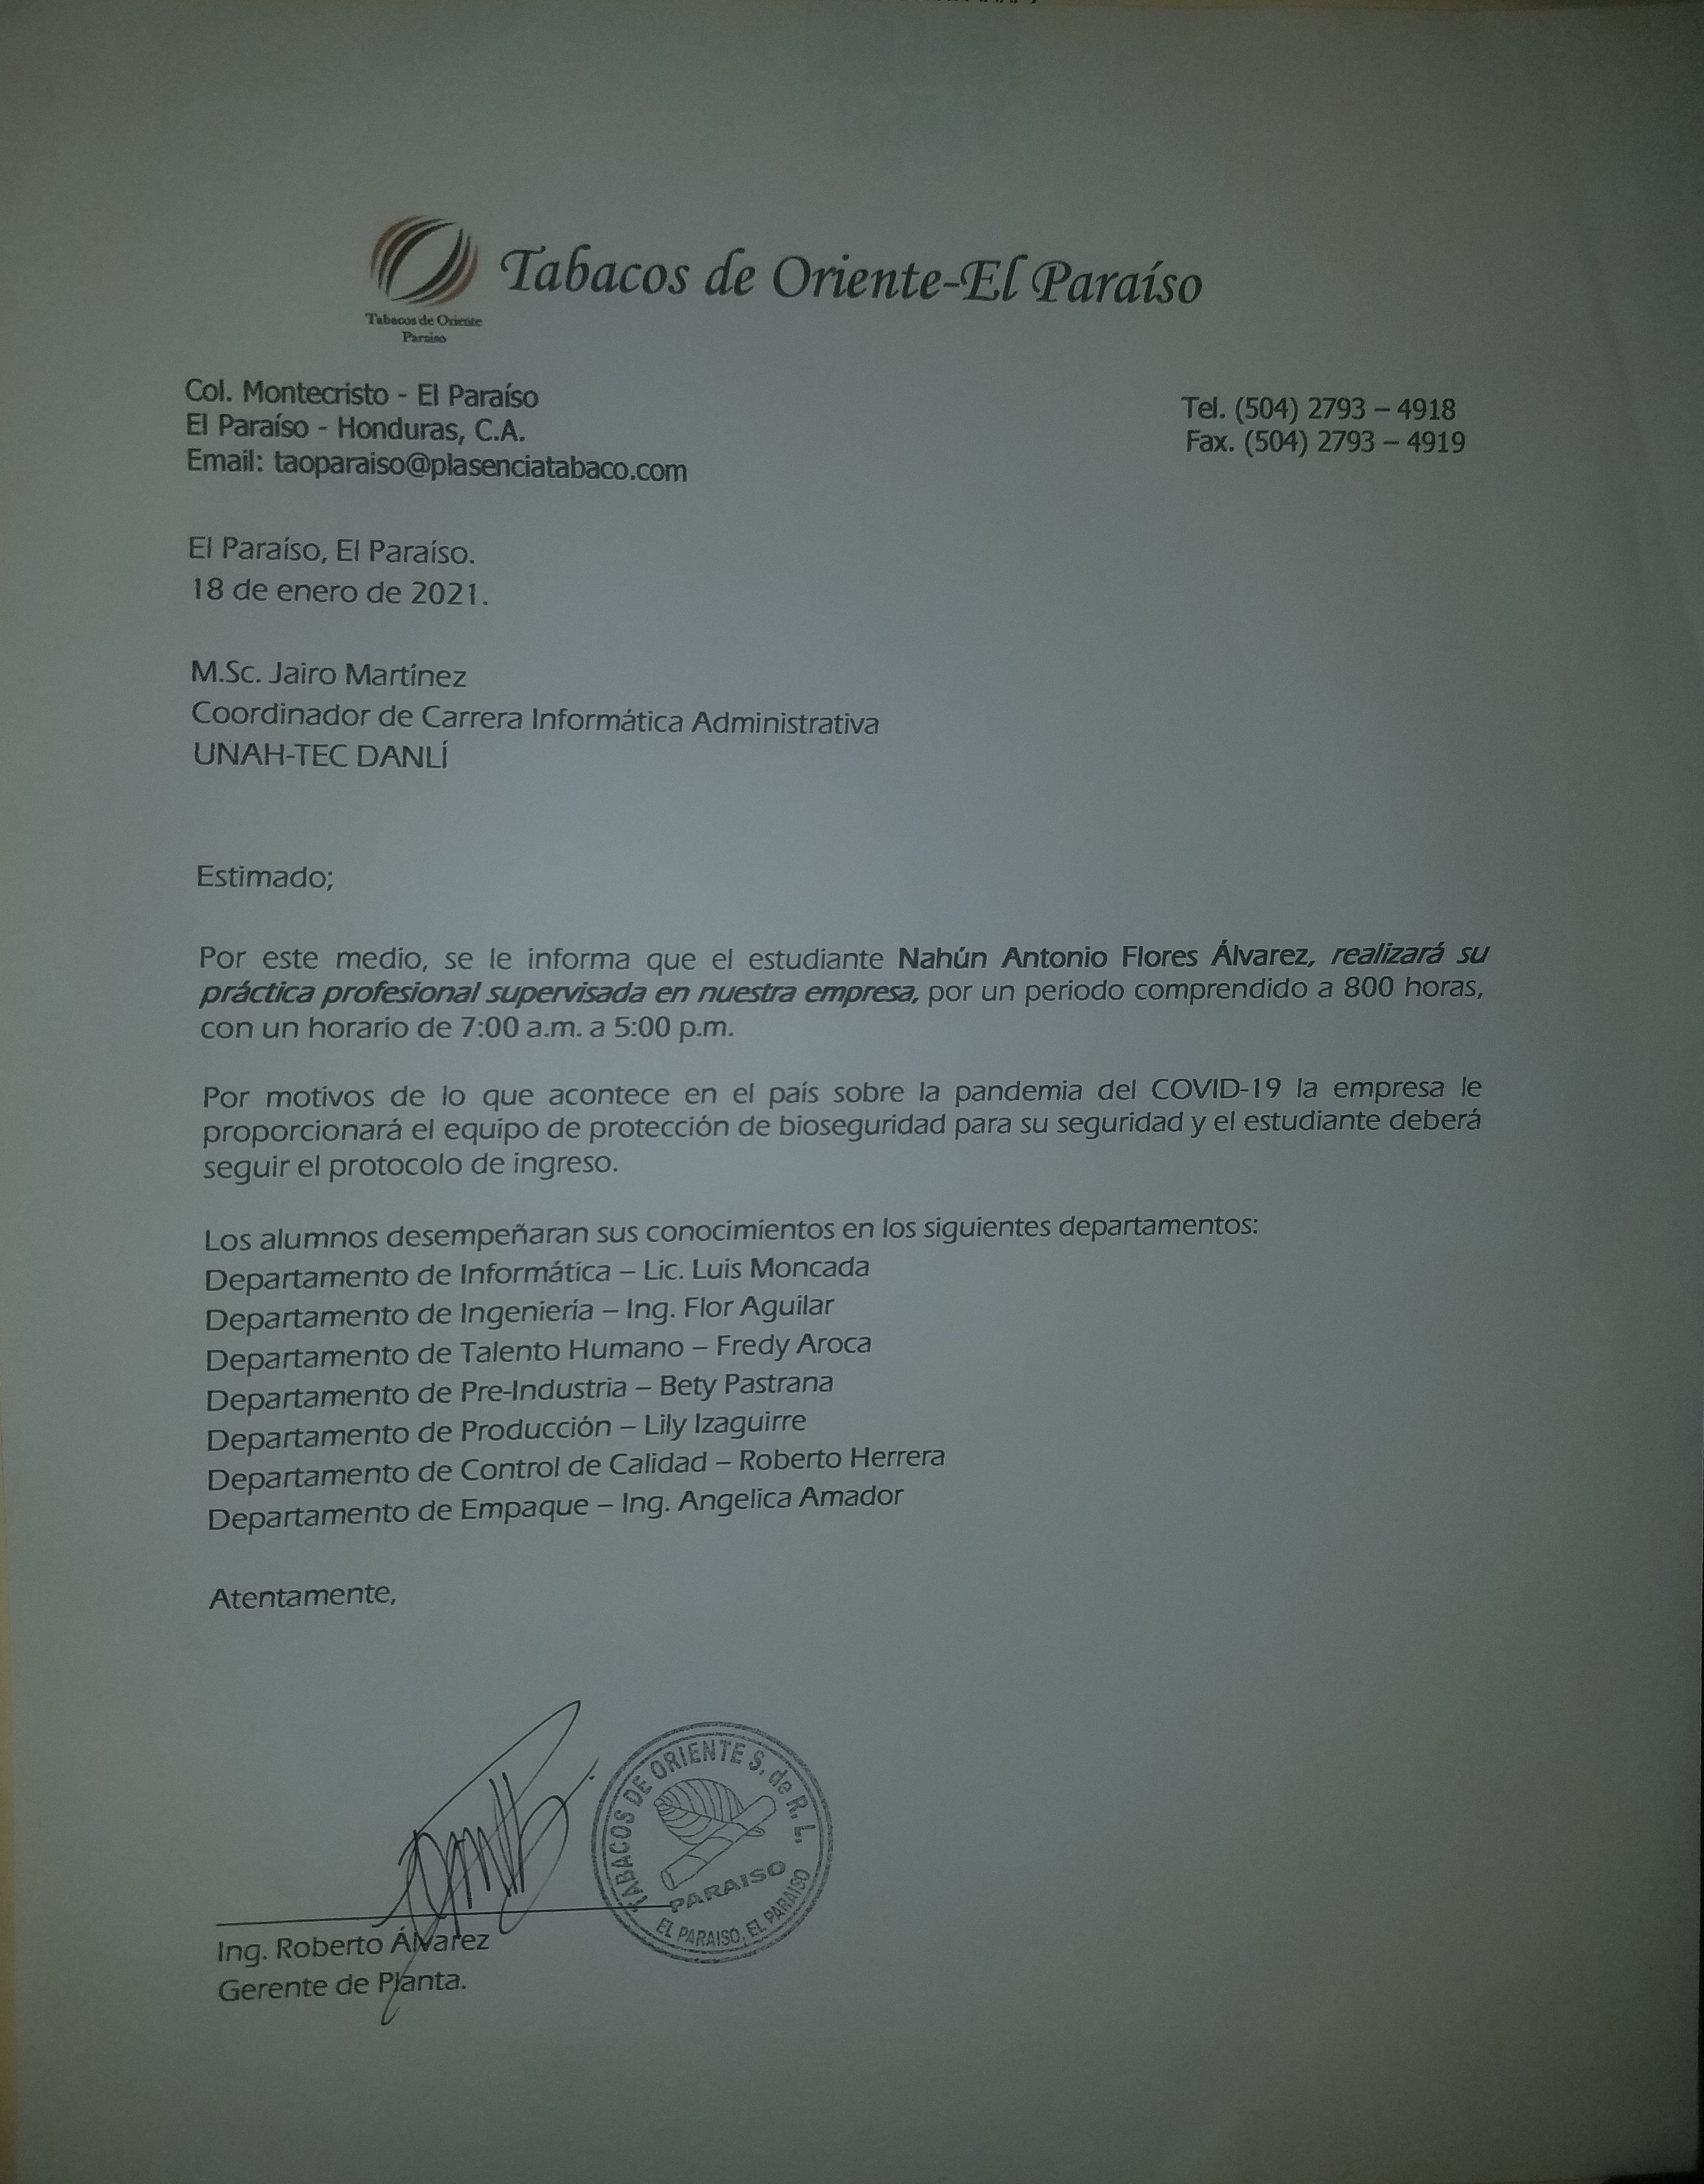 Tabacos de Oriente-El Paraíso
Tabacos de Oriente
Paraiso
Col. Montecristo - El Paraíso
El Paraíso - Honduras, C.A.
Email: taoparaiso@plasenciatabaco.com
Tel. (504) 2793 – 4918
Fax. (504) 2793 – 4919
El Paraíso, El Paraíso.
18 de enero de 2021.
M.Sc. Jairo Martínez
Coordinador de Carrera Informática Administrativa
UNAH-TEC DANLÍ
Estimado;
Por este medio, se le informa que el estudiante Nahún Antonio Flores Álvarez, realizará su
práctica profesional supervisada en nuestra empresa, por un periodo comprendido a 800 horas,
con un horario de 7:00 a.m. a 5:00 p.m.
Por motivos de lo que acontece en el país sobre la pandemia del COVID-19 la empresa le
proporcionará el equipo de protección de bioseguridad para su seguridad y el estudiante deberá
seguir el protocolo de ingreso.
Los alumnos desempeñaran sus conocimientos en los siguientes departamentos:
Departamento de Informática – Lic. Luis Moncada
Departamento de Ingeniería – Ing. Flor Aguilar
Departamento de Talento Humano – Fredy Aroca
Departamento de Pre-Industria – Bety Pastrana
Departamento de Producción – Lily Izaguirre
Departamento de Control de Calidad – Roberto Herrera
Departamento de Empaque – Ing. Angelica Amador
Atentamente,
TABACOS DE ORIENTE S. de R. L.
PARAISO
EL PARAISO, EL PARAISO
Ing. Roberto Álvarez
Gerente de Planta.